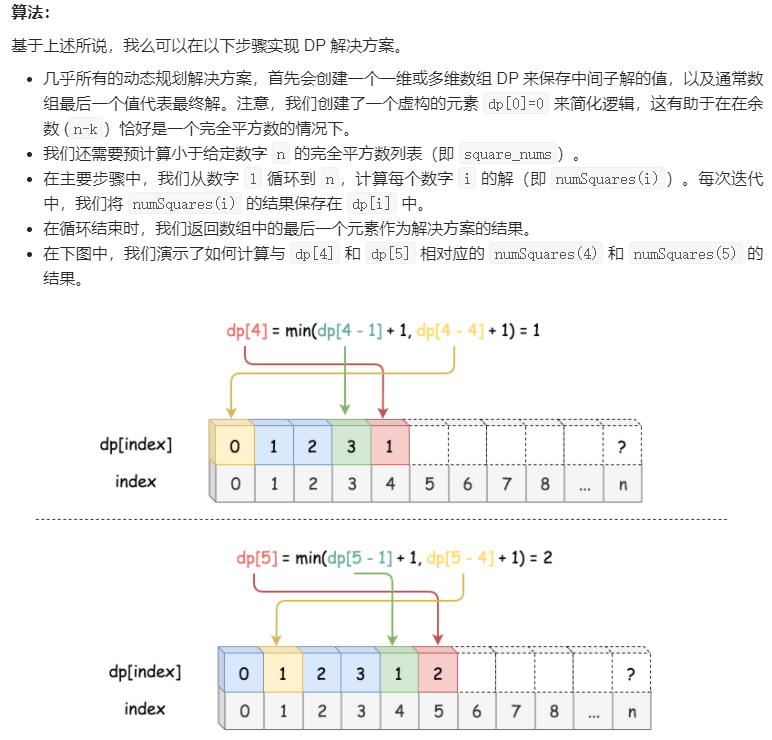 算法：
基于上述所说，我么可以在以下步骤实现 DP 解决方案。
• 几乎所有的动态规划解决方案，首先会创建一个一维或多维数组 DP 来保存中间子解的值，以及通常数
组最后一个值代表最终解。注意，我们创建了一个虚构的元素 dp[0]=0 来简化逻辑，这有助于在在余
数 (n-k) 恰好是一个完全平方数的情况下。
• 我们还需要预计算小于给定数字 n 的完全平方数列表（即 square_nums）。
• 在主要步骤中，我们从数字 1 循环到 n，计算每个数字 i 的解（即 numSquares(i)）。每次迭代
中，我们将 numSquares(i) 的结果保存在 dp[i] 中。
• 在循环结束时，我们返回数组中的最后一个元素作为解决方案的结果。
• 在下图中，我们演示了如何计算与 dp[4] 和 dp[5] 相对应的 numSquares(4) 和 numSquares(5) 的
结果。
dp[4] = min(dp[4 - 1] + 1, dp[4 - 4] + 1) = 1
dp[index] 0 1 2 3 1 ?
index 0 1 2 3 4 5 6 7 8 ... n
dp[5] = min(dp[5 - 1] + 1, dp[5 - 4] + 1) = 2
dp[index] 0 1 2 3 1 2 ?
index 0 1 2 3 4 5 6 7 8 ... n